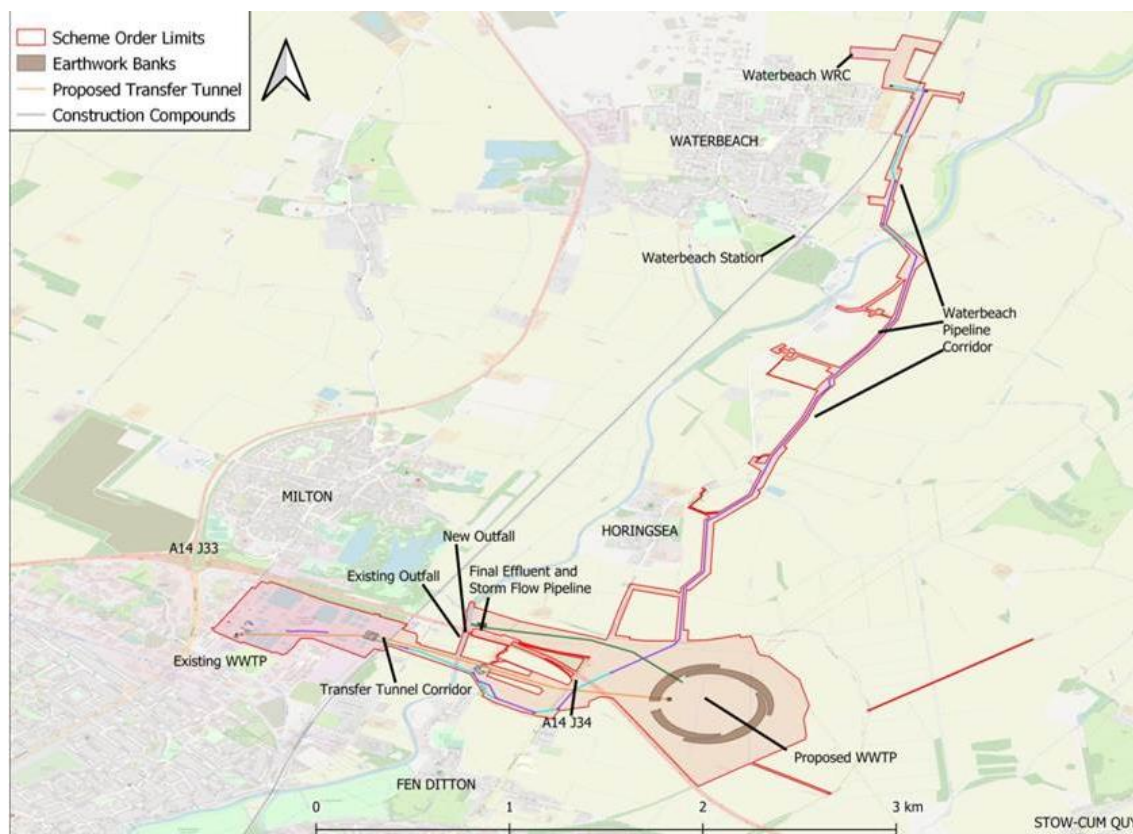 Scheme Order Limits
Earthwork Banks
Proposed Transfer Tunnel
Construction Compounds
Waterbeach WRC
WATERBEACH
Waterbeach Station
Waterbeach
Pipeline
Corridor
MILTON
HORINGSEA
New Outfall
A14 J33
Existing Outfall
Final Effluent and
Storm Flow Pipeline
Existing WWTP
Transfer Tunnel Corridor
A14 J34
Proposed WWTP
FEN DITTON
0
1
2
3 km
STOW-CUM QUY